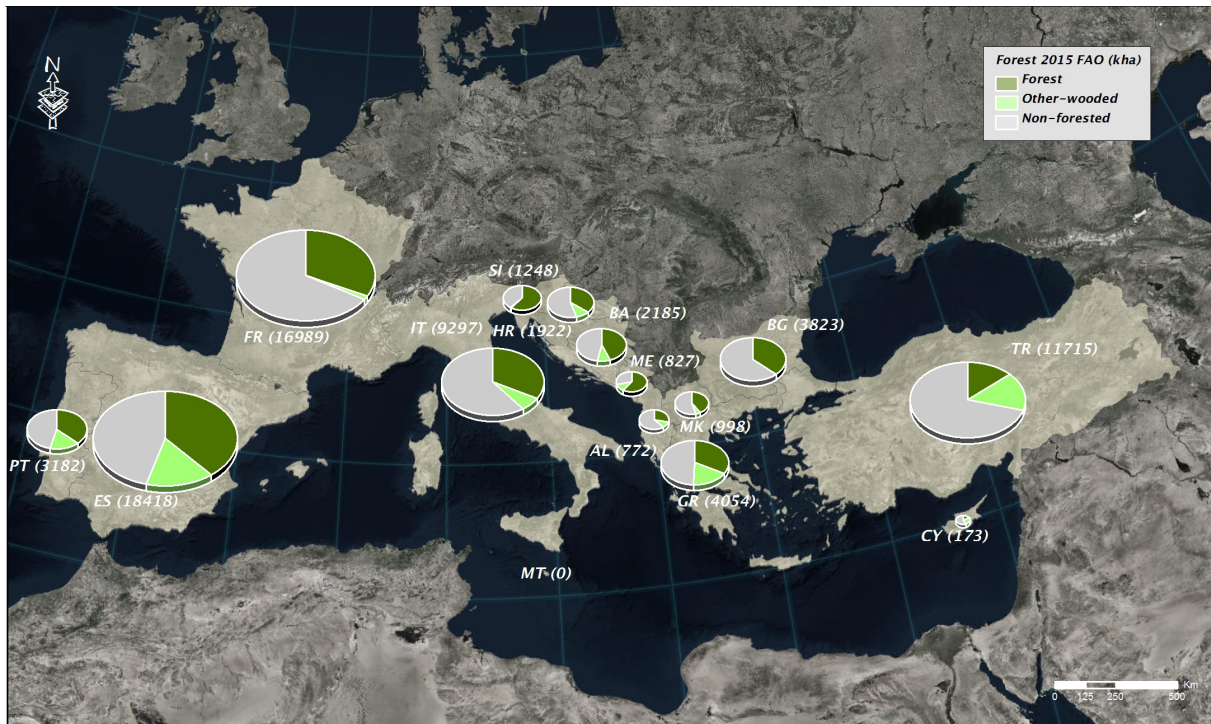 N
Forest 2015 FAO (kha)
Forest
Other-wooded
Non-forested
SI (1248)
BA (2185)
BG (3823)
FR (16989)
IT (9297)
HR (1922)
ME (827)
TR (11715)
MK (998)
AL (772)
PT (3182)
ES (18418)
GR (4054)
CY (173)
MT (0)
Km
0 125 250 500